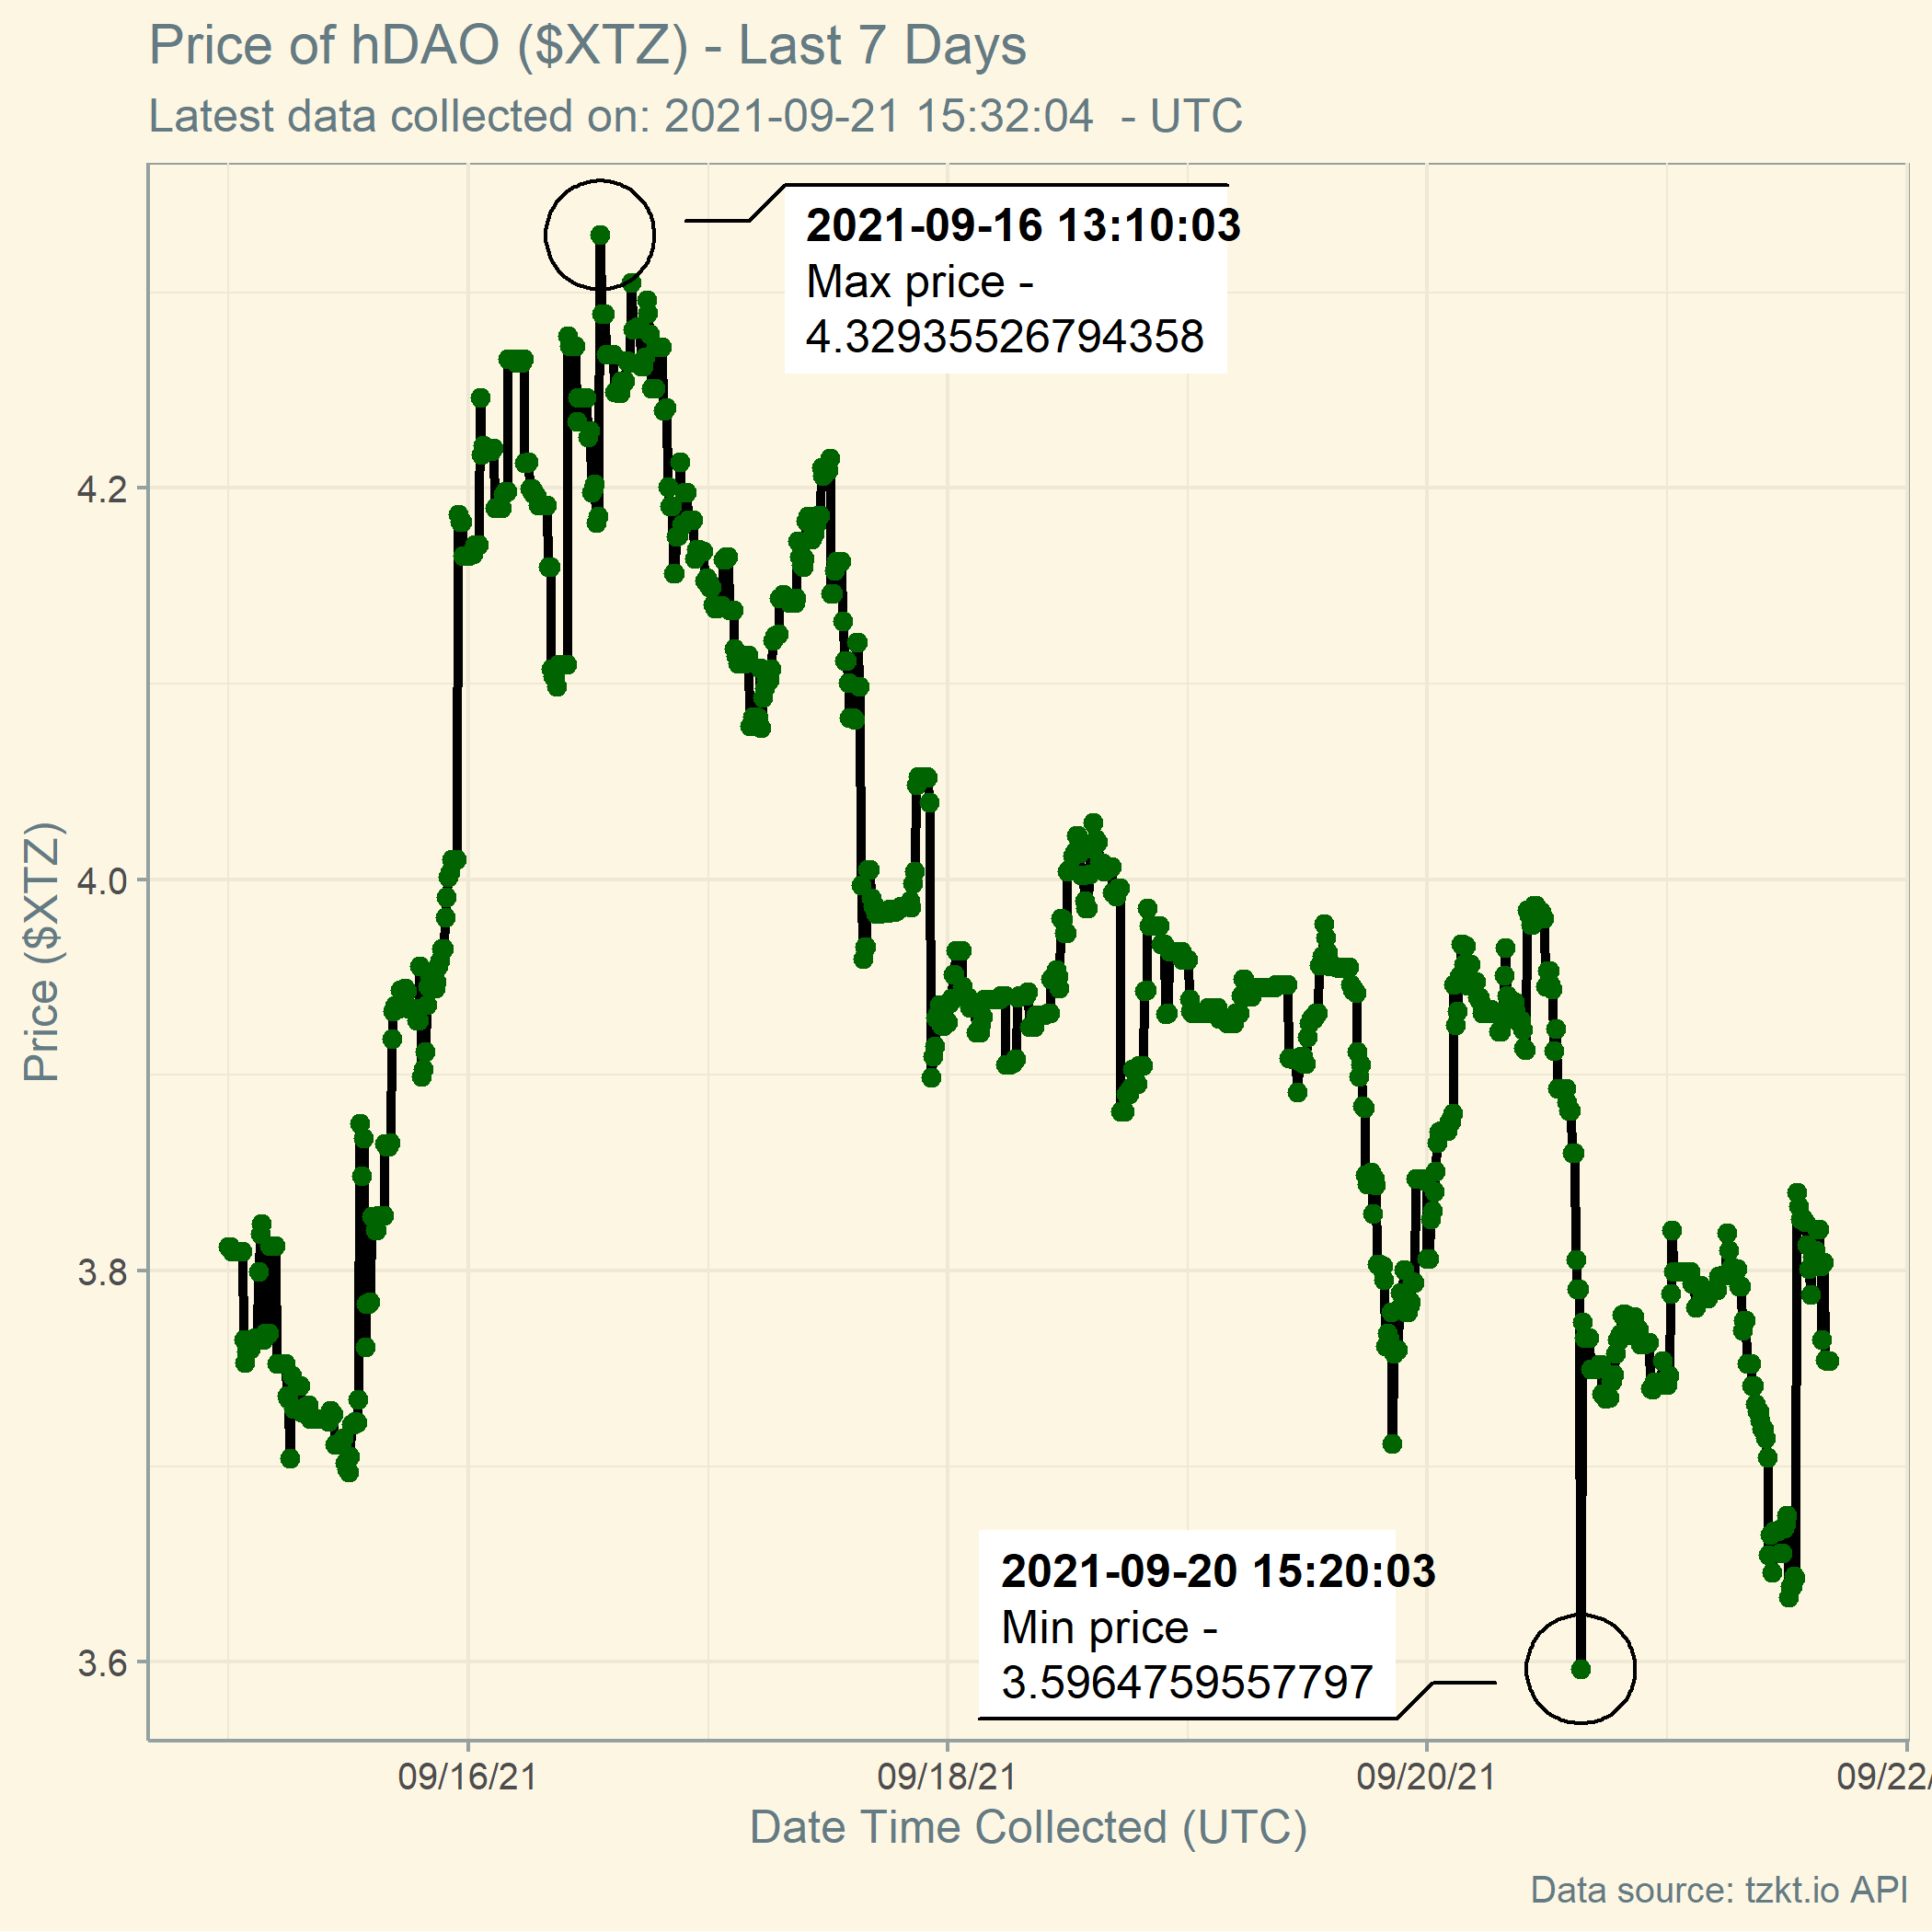 Price of hDAO ($XTZ) - Last 7 Days
Latest data collected on: 2021-09-21 15:32:04  - UTC
2021-09-16 13:10:03
Max price -
4.32935526794358
4.2
4.0
3.8
3.6
Price ($XTZ)
2021-09-20 15:20:03
Min price -
3.5964759557797
09/16/21
09/18/21
09/20/21
09/22/
Date Time Collected (UTC)
Data source: tzkt.io API